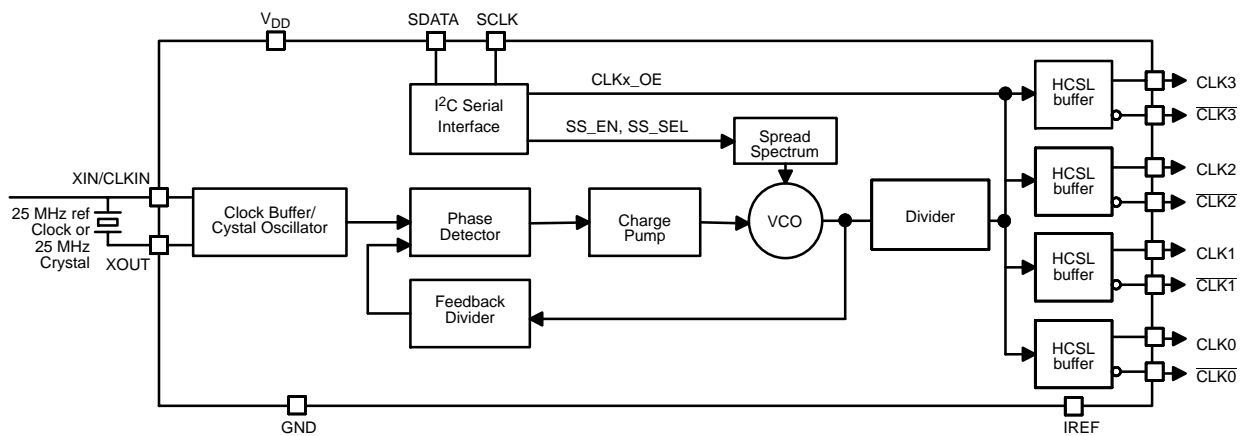 VDD
SDATA
SCLK
I2C Serial
Interface
CLKx_OE
SS_EN, SS_SEL
Spread
Spectrum
HCSL
buffer
CLK3
CLK3
XIN/CLKIN
25 MHz ref
Clock or
25 MHz
Crystal
XOUT
Clock Buffer/
Cystal Oscillator
Phase
Detector
Charge
Pump
VCO
Divider
HCSL
buffer
CLK2
CLK2
Feedback
Divider
HCSL
buffer
CLK1
CLK1
HCSL
buffer
CLK0
CLK0
GND
IREF